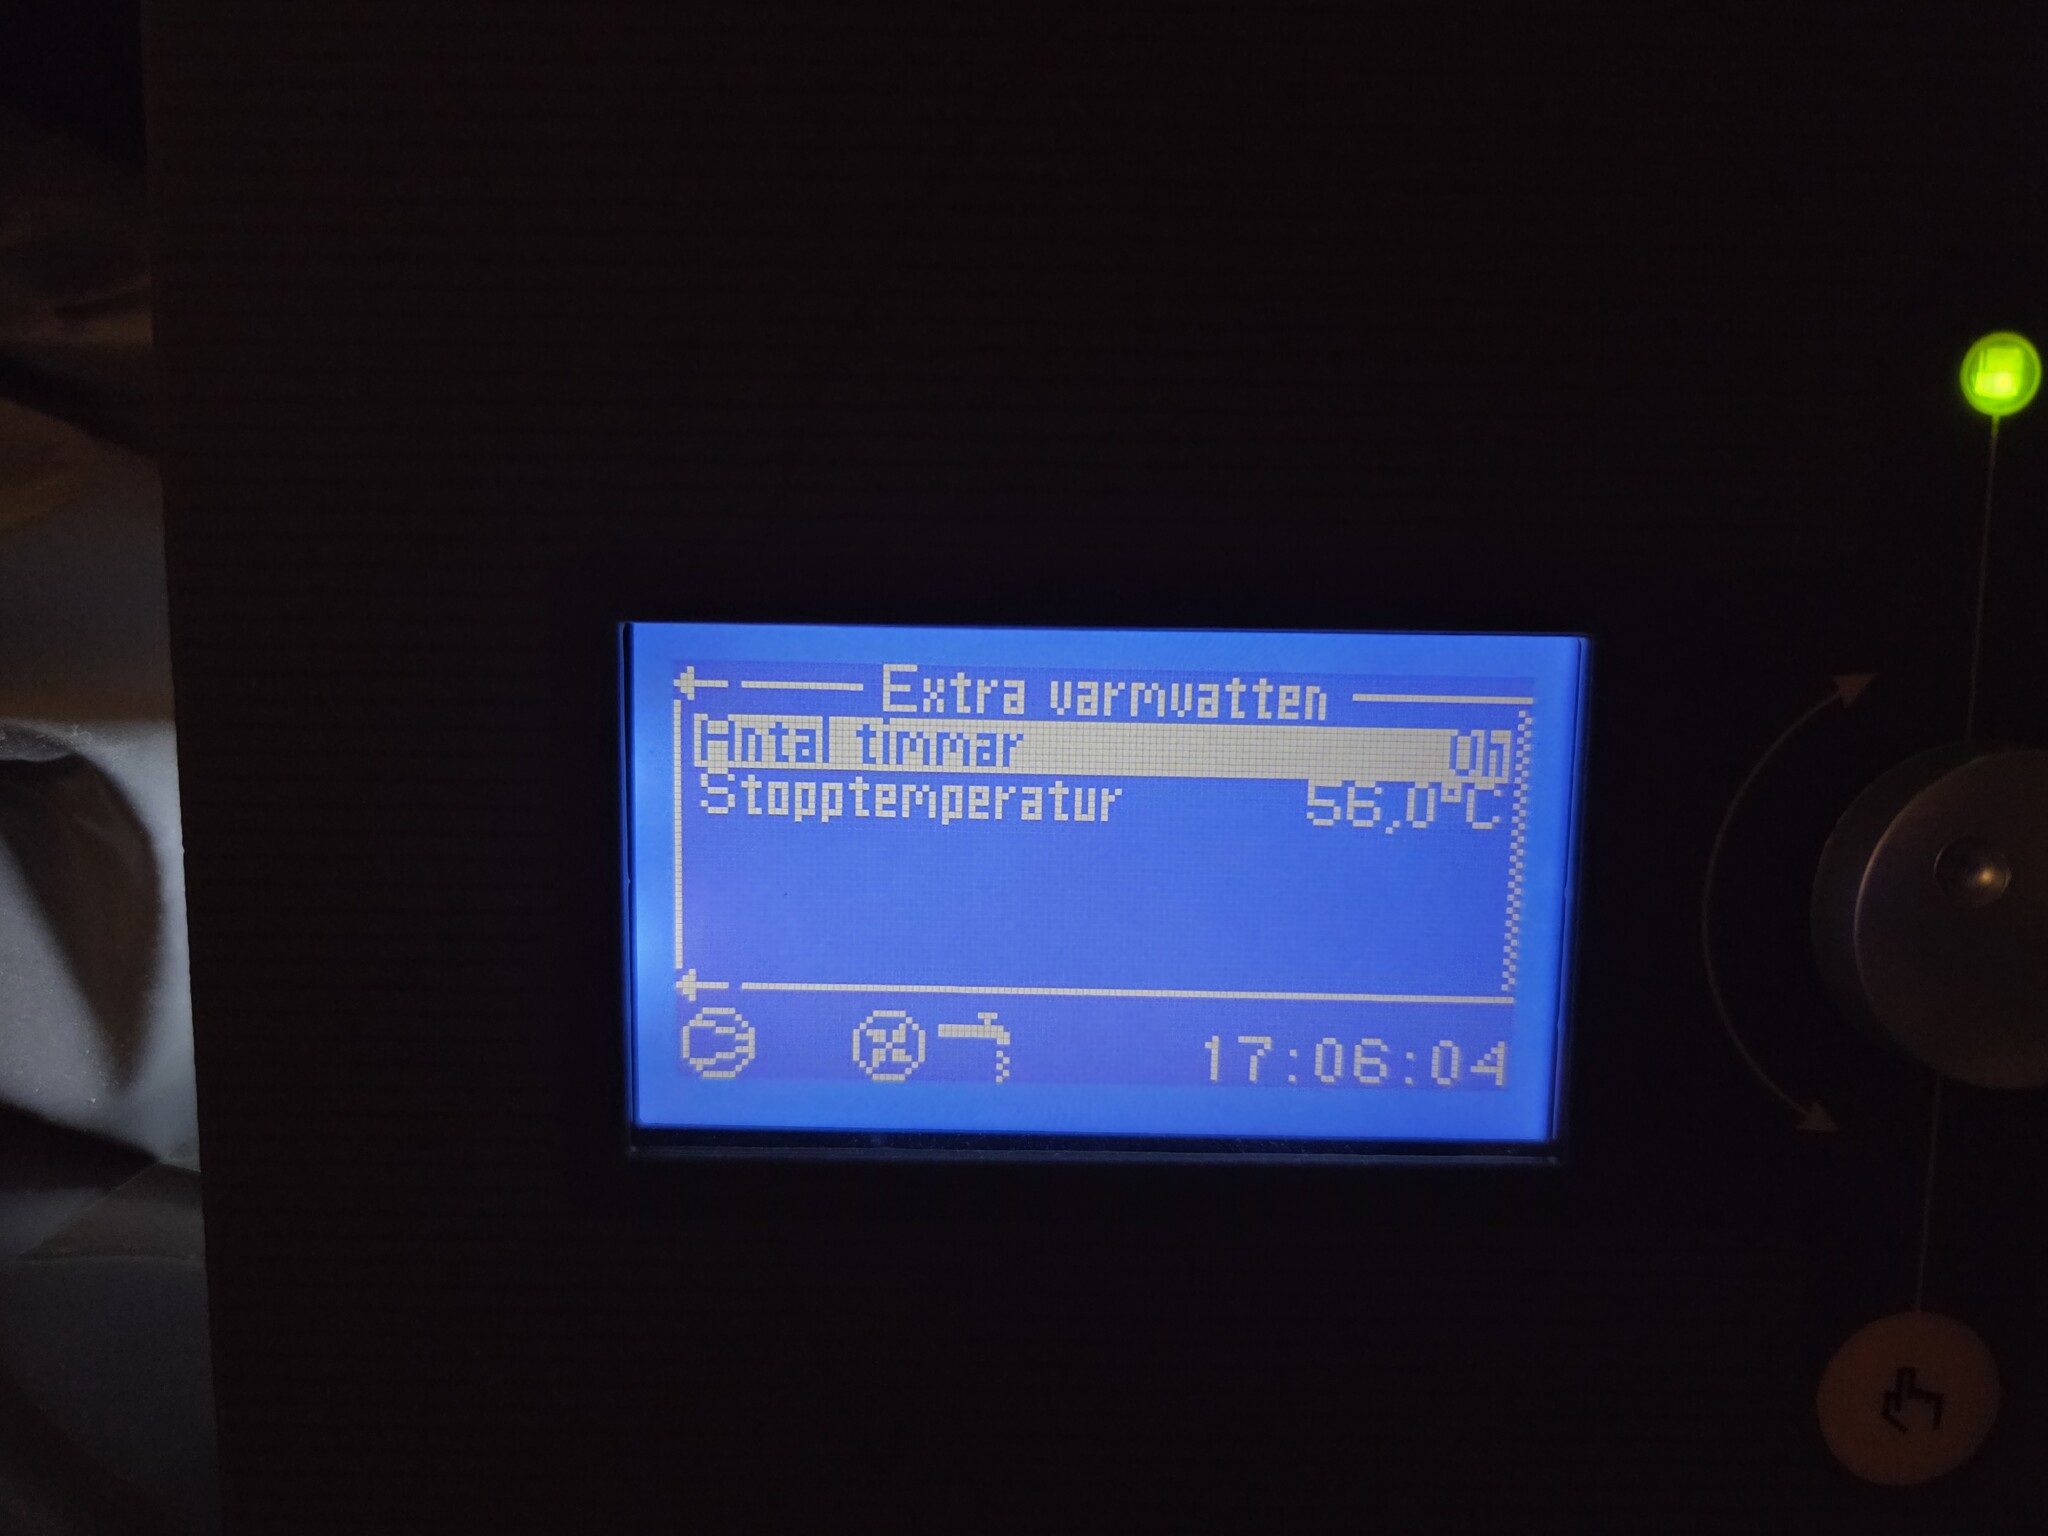 Extra varmvatten
Antal timmar 0h
Stopptemperatur 56,0°C
17:06:04